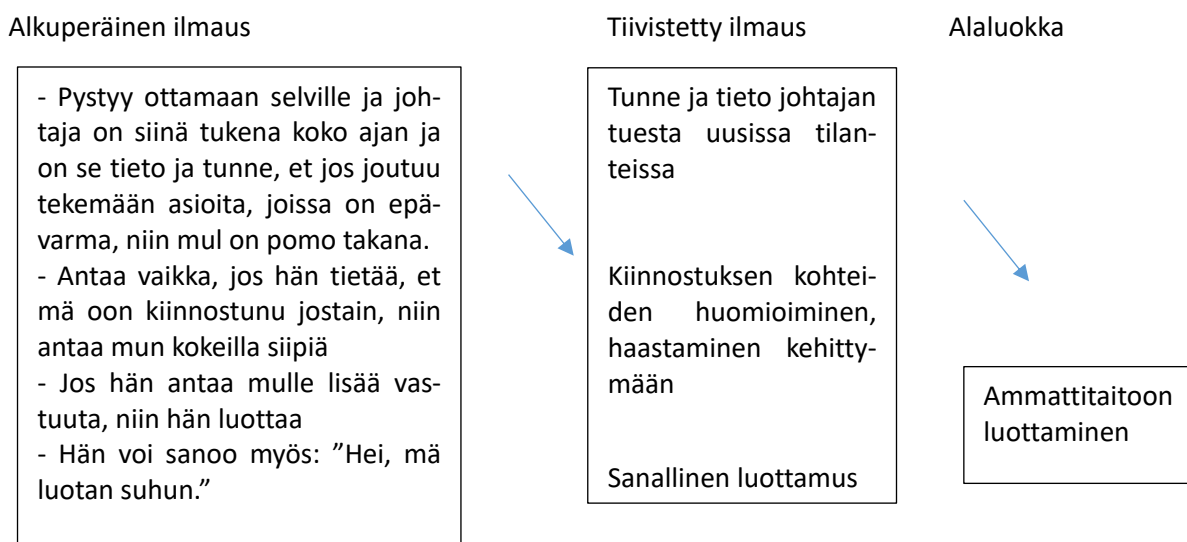 Alkuperäinen ilmaus
Tiivistetty ilmaus
Alaluokka
- Pystyy ottamaan selville ja joh-
taja on siinä tukena koko ajan ja
on se tieto ja tunne, et jos joutuu
tekemään asioita, joissa on epä-
varma, niin mul on pomo takana.
- Antaa vaikka, jos hän tietää, et
mä oon kiinnostunu jostain, niin
antaa mun kokeilla siipiä
- Jos hän antaa mulle lisää vas-
tuuta, niin hän luottaa
- Hän voi sanoo myös: ”Hei, mä
luotan suhun.”
Tunne ja tieto johtajan
tuesta uusissa tilan-
teissa
Kiinnostuksen kohtei-
den huomioiminen,
haastaminen kehitty-
mään
Sanallinen luottamus
Ammattitaitoon
luottaminen